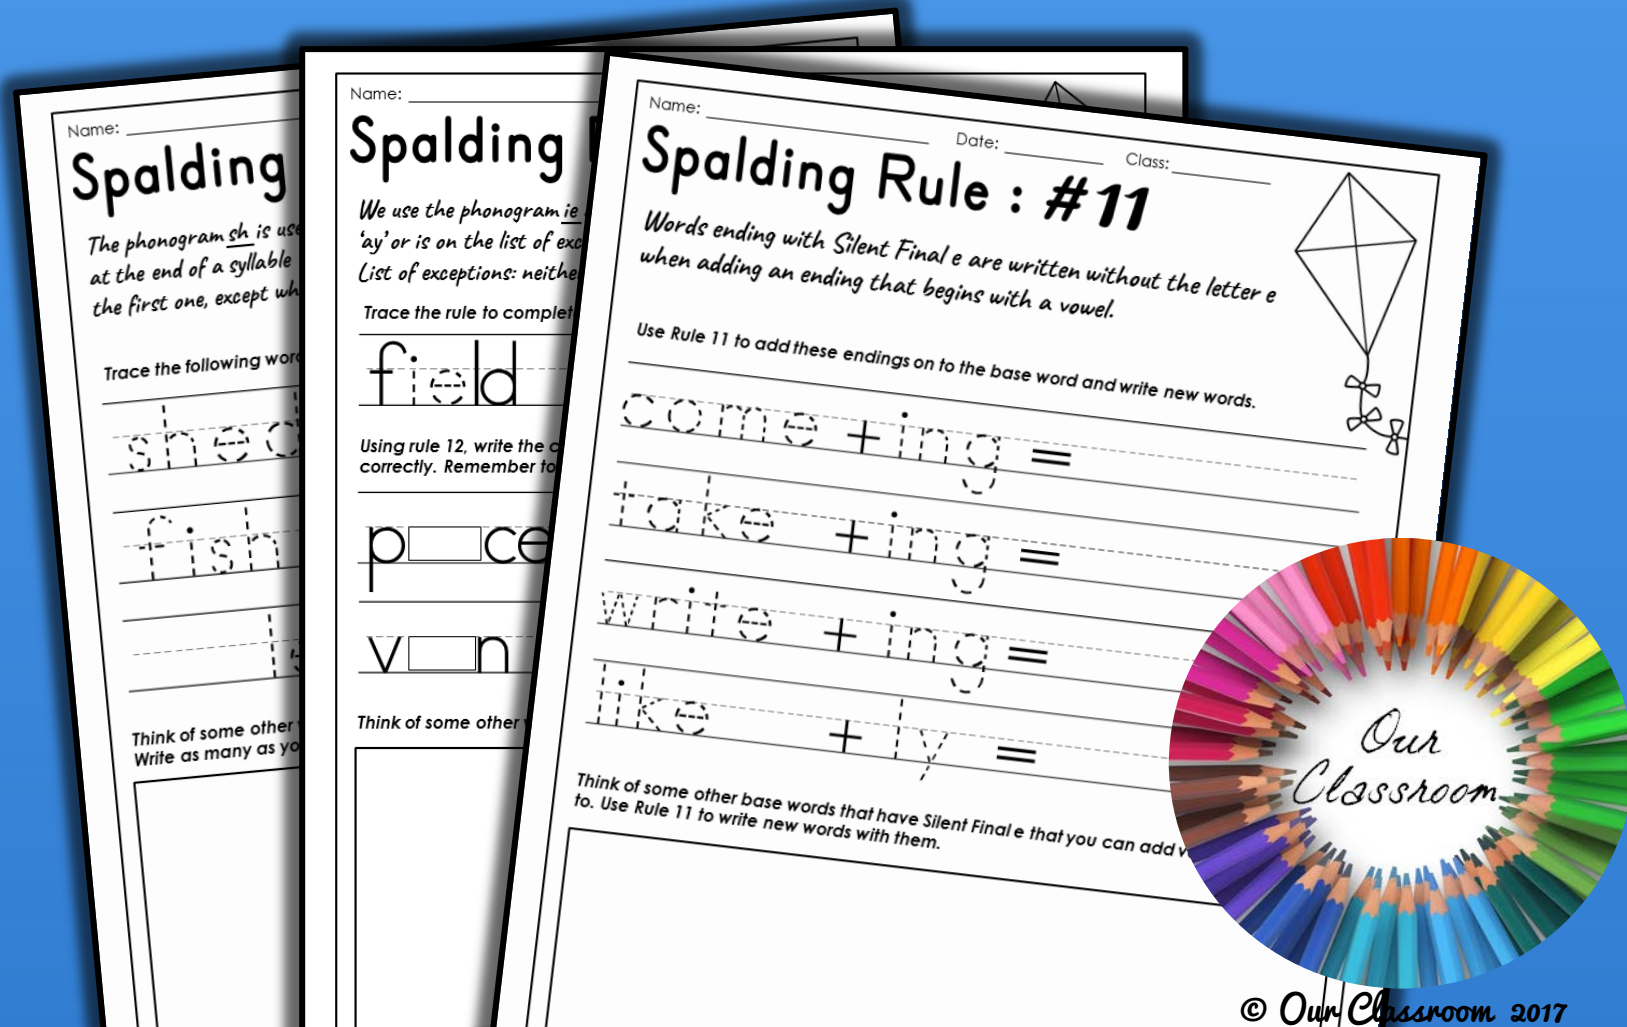 Name:
Spalding
The phonogram sh is
at the end of a syllable
the first one, except
Trace the following
shed
fish
Think of some other
Write as many as
Name:
Spalding
We use the phonogram ie
'ay' or is on the list of
List of exceptions:
Trace the rule to
field
Using rule 12, write the
correctly. Remember to
p ce
v n
Think of some other
Name: Date: Class:
Spalding Rule : #11
Words ending with Silent Final e are written without the letter e
when adding an ending that begins with a vowel.
Use Rule 11 to add these endings on to the base word and write new words.
come +ing =
take +ing =
write +ing =
like +ly =
Think of some other base words that have Silent Final e that you can add
to. Use Rule 11 to write new words with them.
Our
Classroom
© Our Classroom 2017